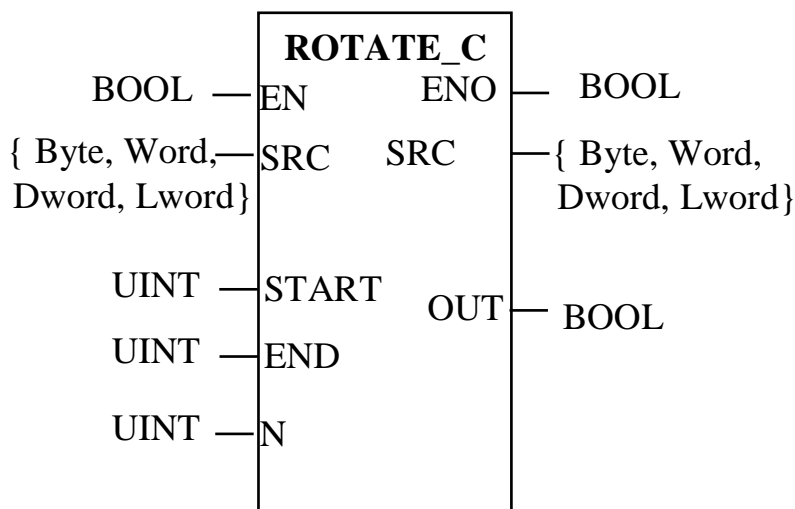 ROTATE_C
BOOL EN ENO BOOL
{ Byte, Word, SRC SRC { Byte, Word,
Dword, Lword} Dword, Lword}
UINT START
OUT BOOL
UINT END
UINT N